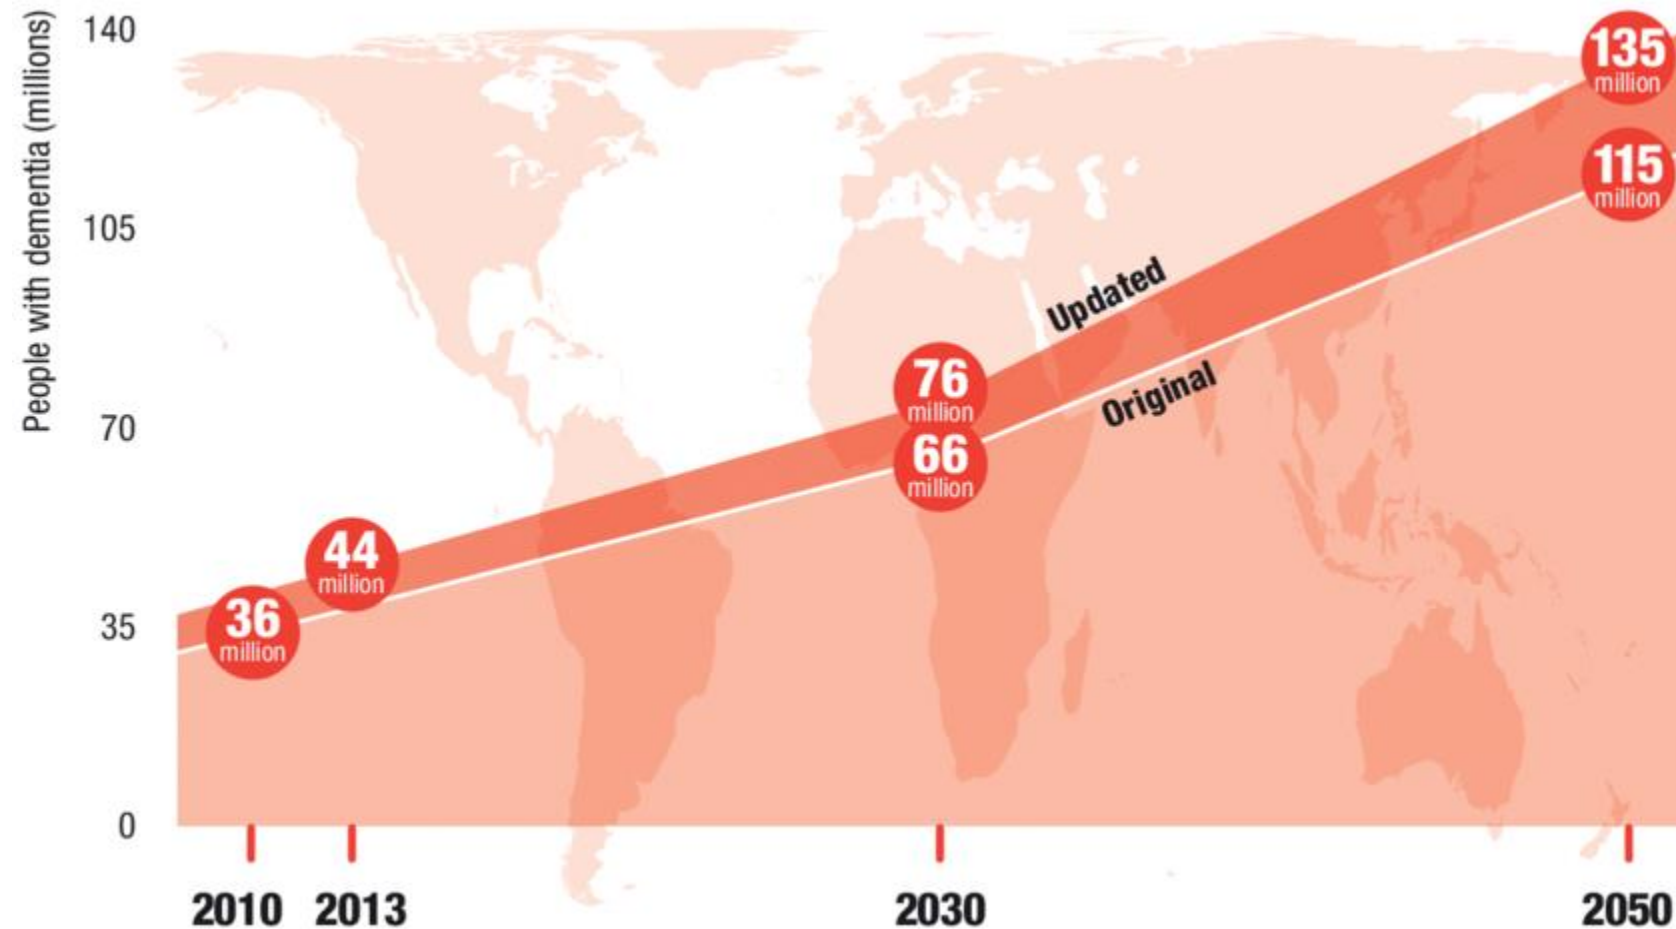 People with dementia (millions)
140
105
70
35
0
36
million
44
million
76
million
66
million
Updated
Original
135
million
115
million
2010
2013
2030
2050